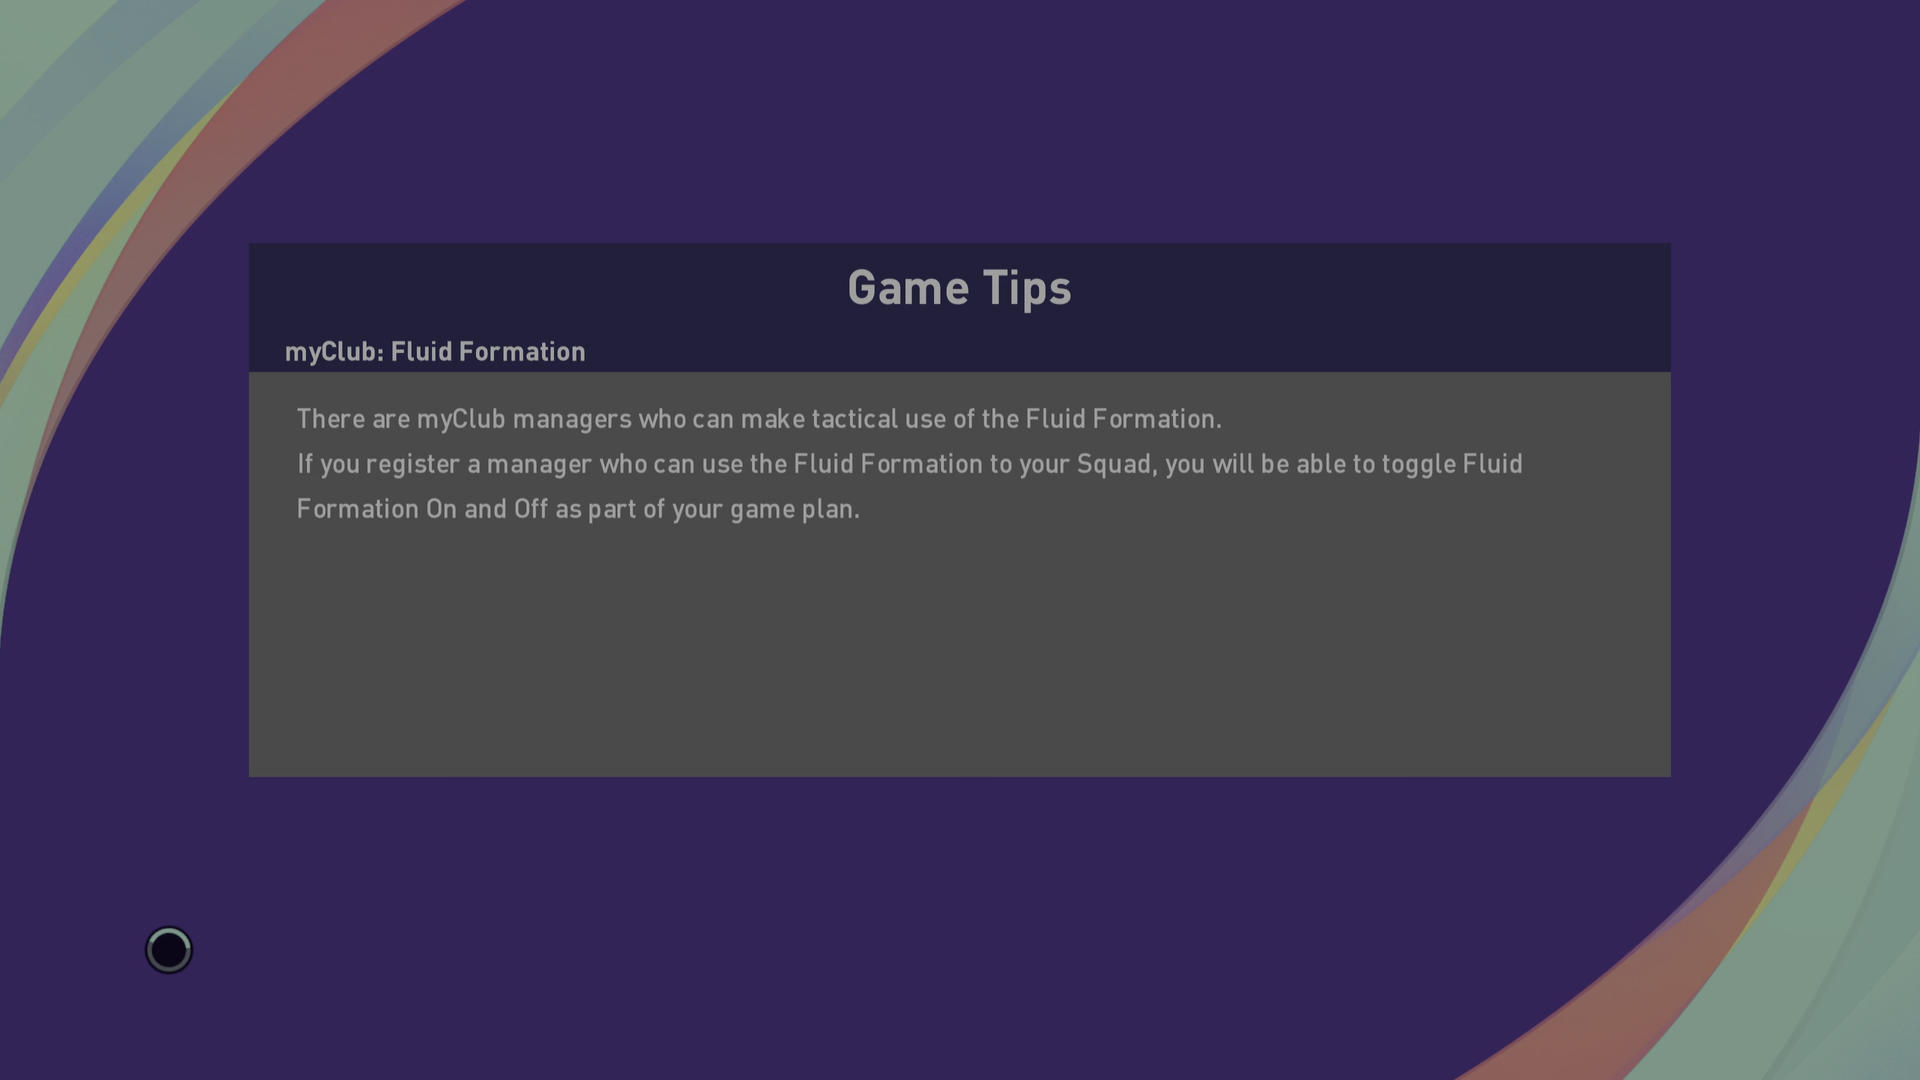 Game Tips
myClub: Fluid Formation
There are myClub managers who can make tactical use of the Fluid Formation.
If you register a manager who can use the Fluid Formation to your Squad, you will be able to toggle Fluid
Formation On and Off as part of your game plan.